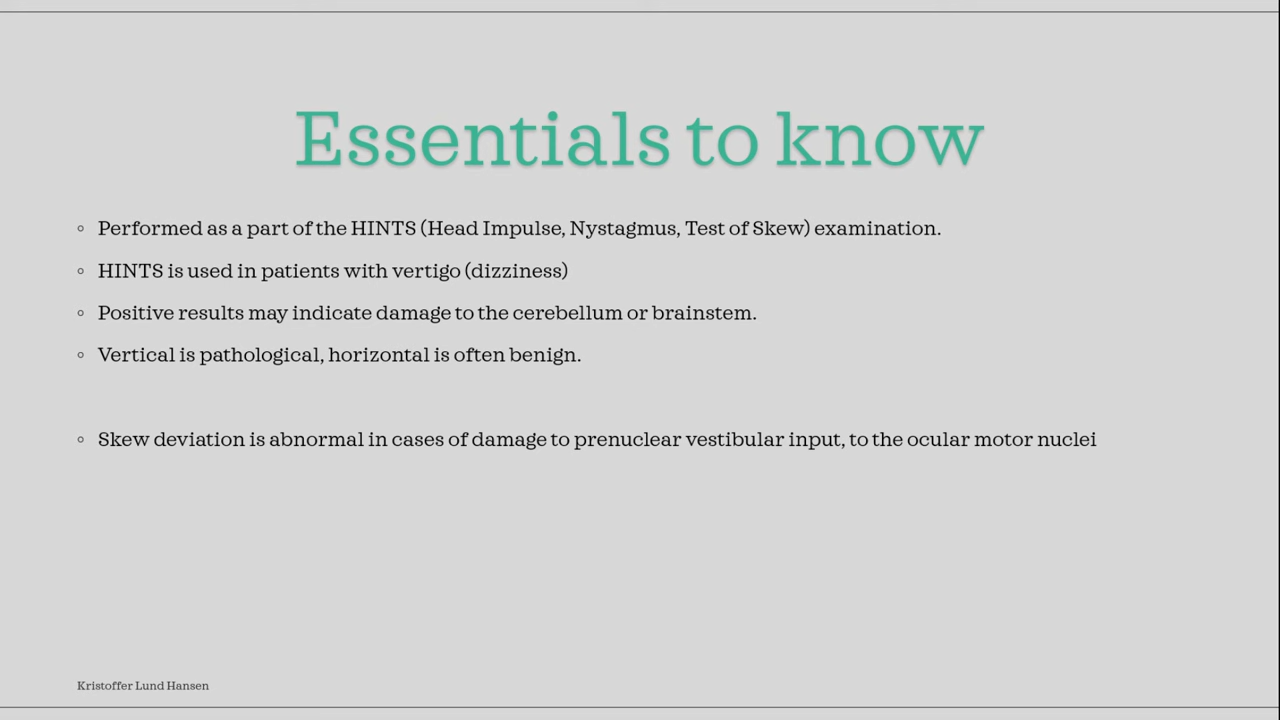 Essentials to know
◦ Performed as a part of the HINTS (Head Impulse, Nystagmus, Test of Skew) examination.
◦ HINTS is used in patients with vertigo (dizziness)
◦ Positive results may indicate damage to the cerebellum or brainstem.
◦ Vertical is pathological, horizontal is often benign.
◦ Skew deviation is abnormal in cases of damage to prenuclear vestibular input, to the ocular motor nuclei
Kristoffer Lund Hansen